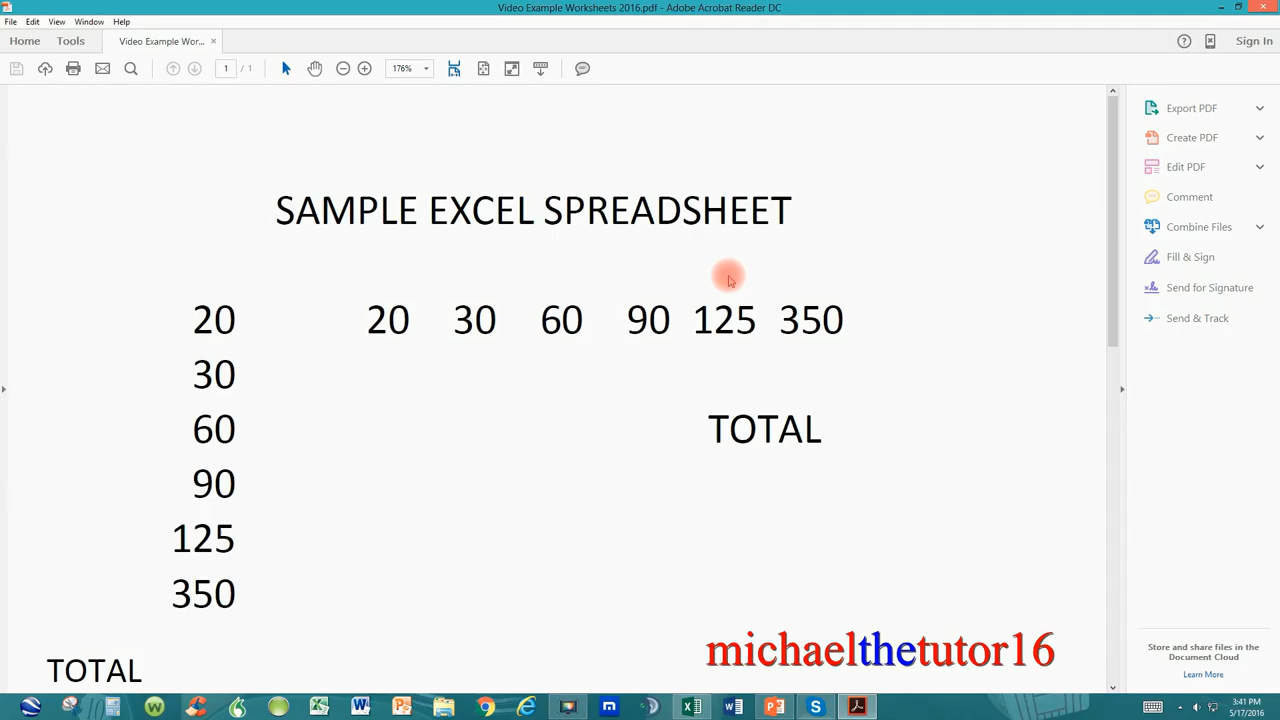 Video Example Worksheets 2016.pdf - Adobe Acrobat Reader DC
File Edit View Window Help
Home Tools Video Example Wor... × Sign In
1 / 1 176%
Export PDF
Create PDF
Edit PDF
Comment
Combine Files
Fill & Sign
Send for Signature
Send & Track
SAMPLE EXCEL SPREADSHEET
20 20 30 60 90 125 350
30
60 TOTAL
90
125
350
michaelthetutor16
TOTAL
Store and share files in the
Document Cloud
Learn More
3:41 PM
5/17/2016